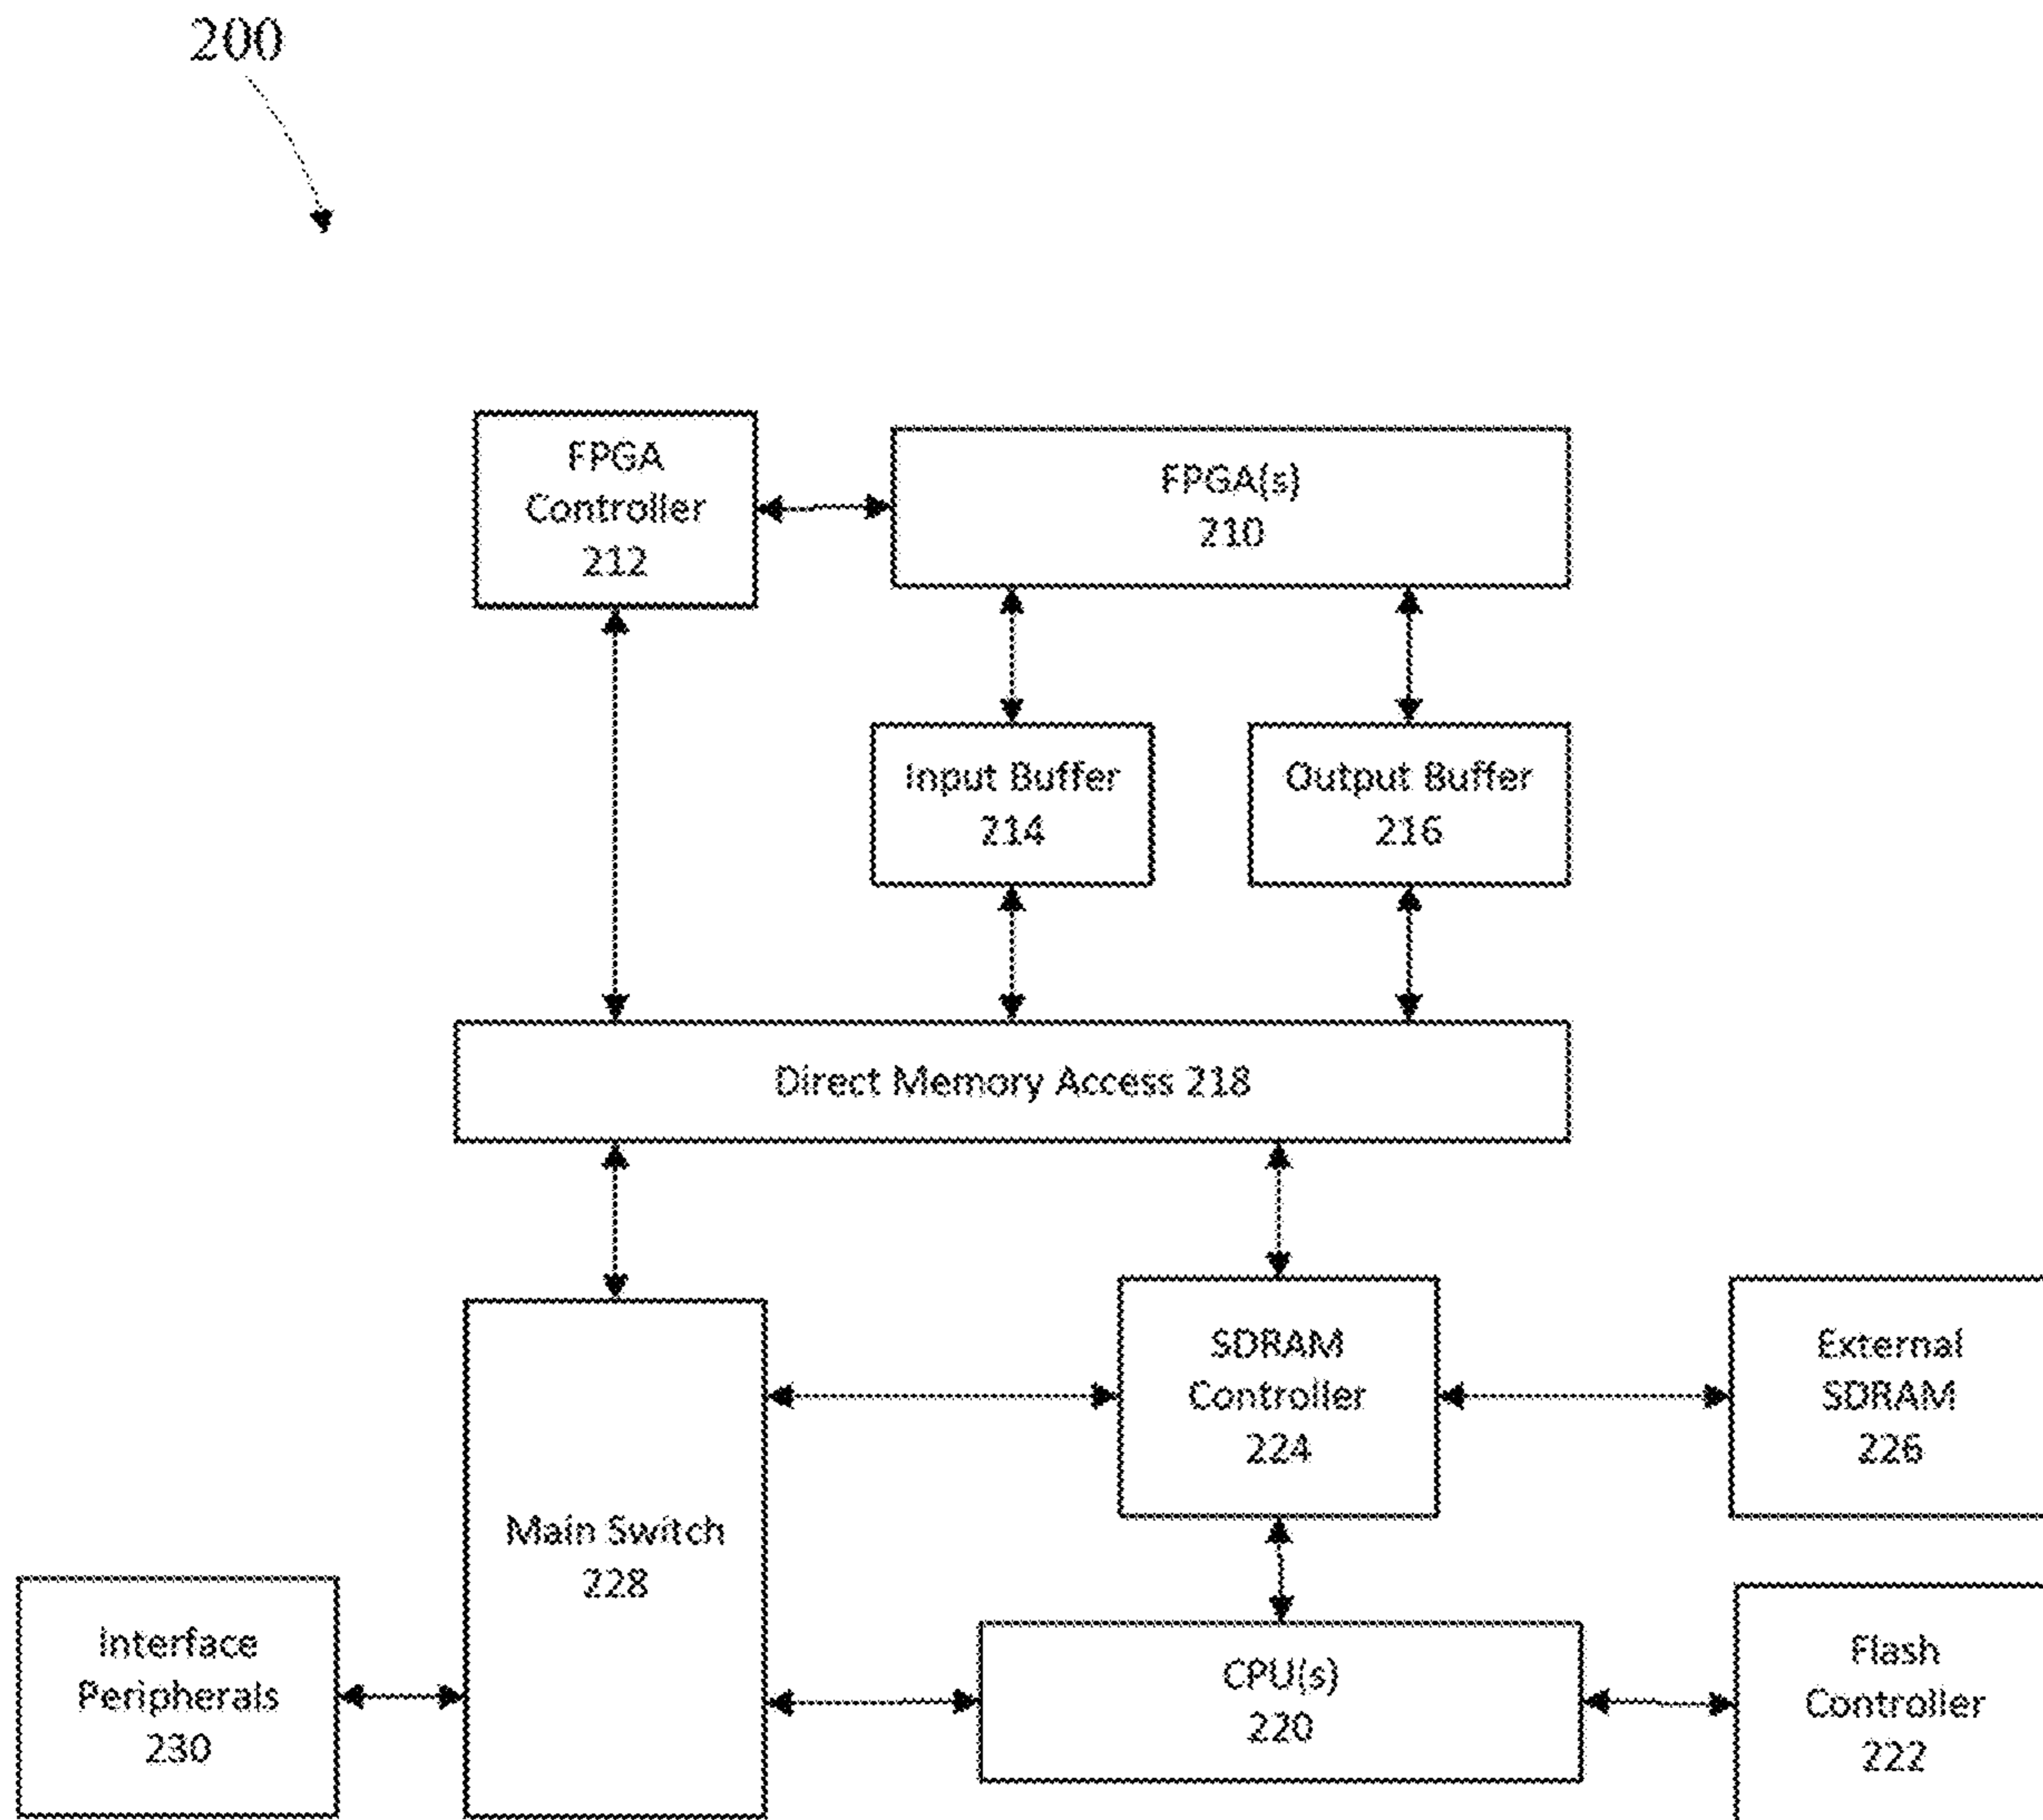 200
FPGA
Controller
212
FPGA(s)
210
Input Buffer
214
Output Buffer
216
Direct Memory Access 218
SDRAM
Controller
224
External
SDRAM
226
Main Switch
228
Interface
Peripherals
230
CPU(s)
220
Flash
Controller
222